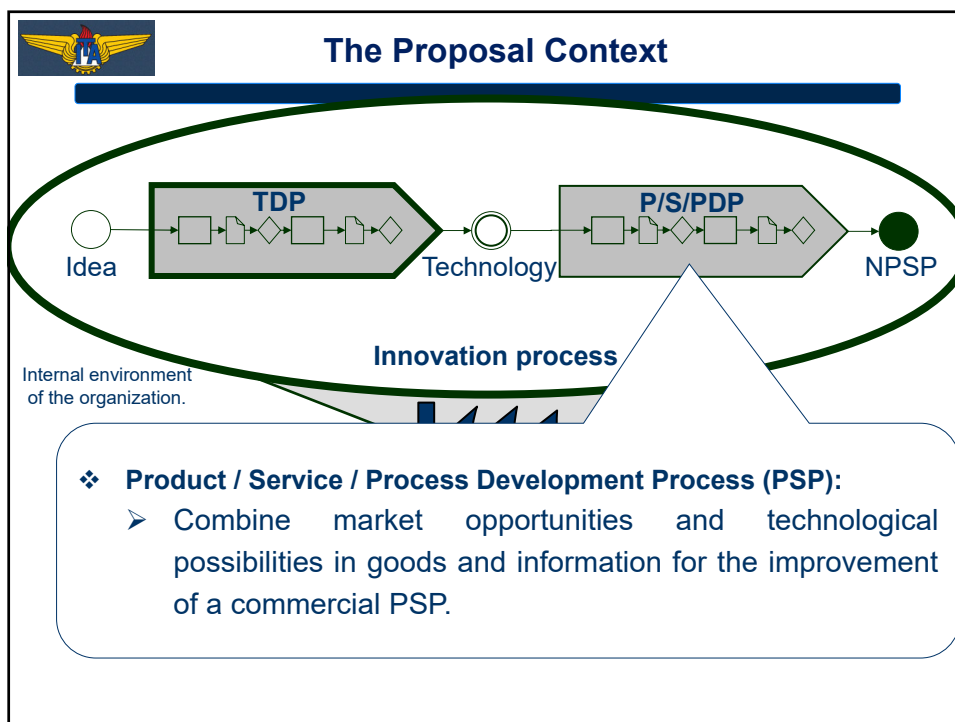 ITA
The Proposal Context
TDP
P/S/PDP
Idea
Technology
NPSP
Innovation process
Internal environment
of the organization.
❖ Product / Service / Process Development Process (PSP):
➢ Combine market opportunities and technological
possibilities in goods and information for the improvement
of a commercial PSP.